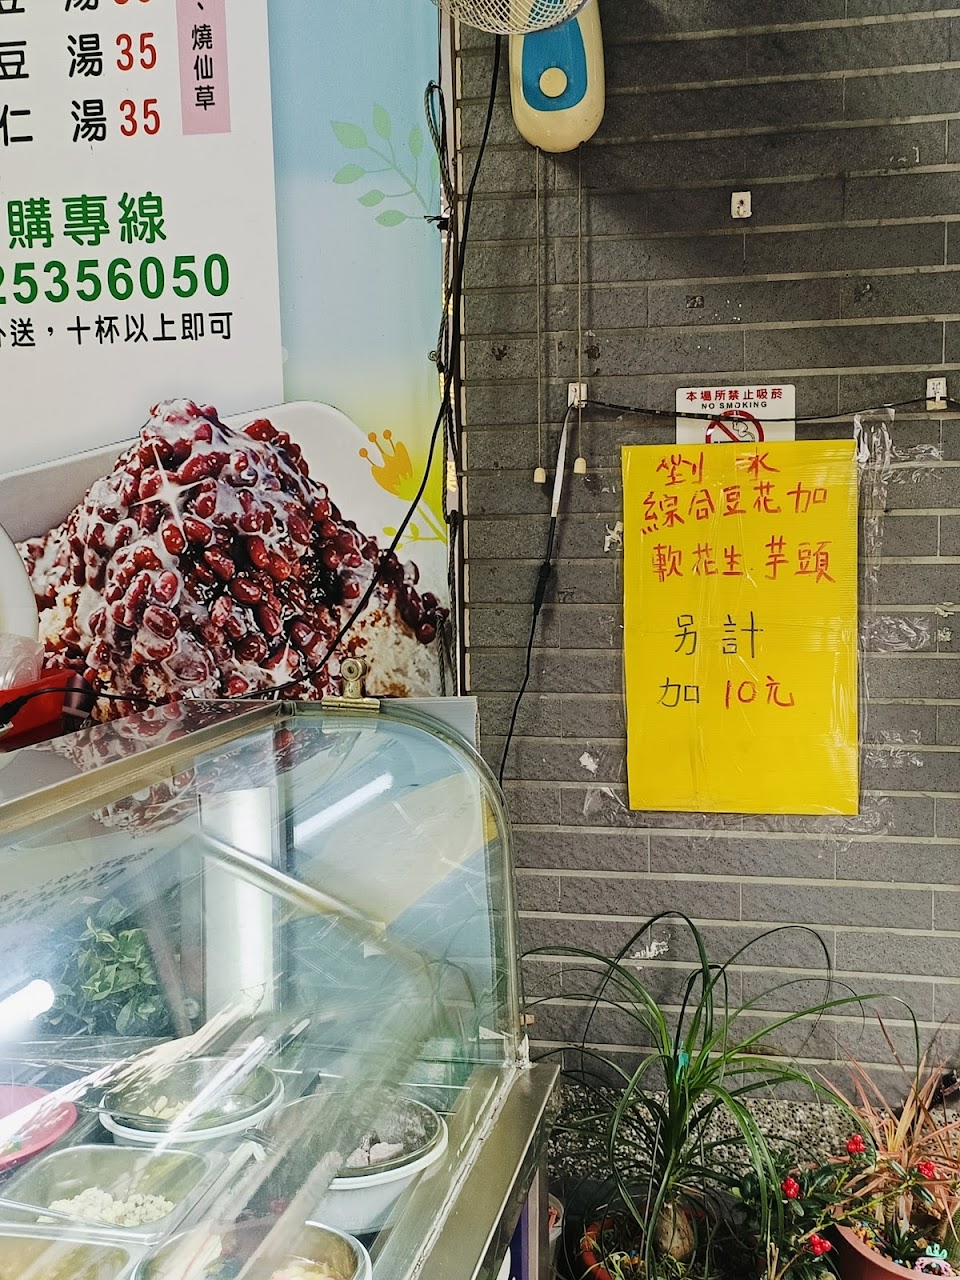 湯 35
豆 湯 35
仁 湯 35
、燒仙草
購專線
25356050
外送，十杯以上即可
本場所禁止吸菸
NO SMOKING
剉 冰
綜合豆花加
軟花生 芋頭
另計
加 10元